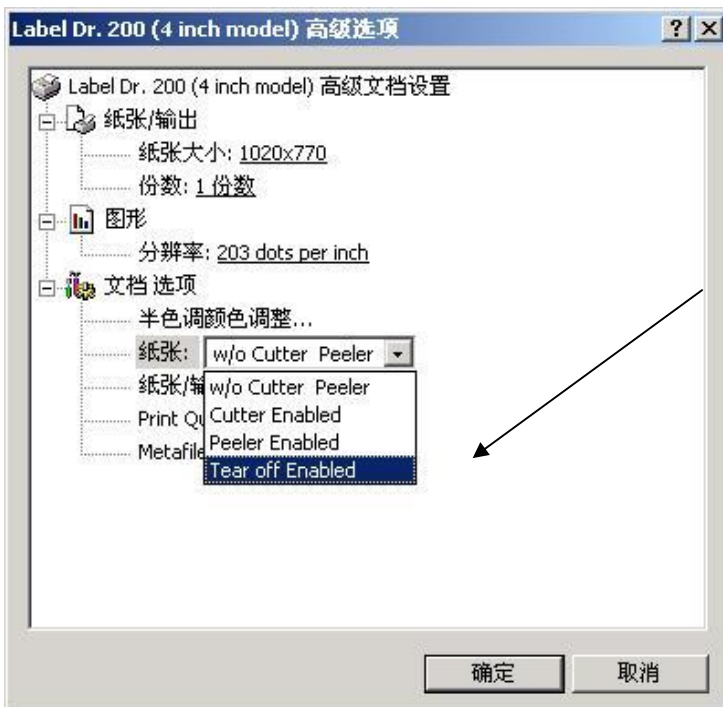 Label Dr. 200 (4 inch model) 高级选项
Label Dr. 200 (4 inch model) 高级文档设置
纸张/输出
纸张大小: 1020x770
份数: 1 份数
图形
分辨率: 203 dots per inch
文档选项
半色调颜色调整...
纸张: w/o Cutter Peeler
纸张/输 w/o Cutter Peeler
Cutter Enabled
Print Qu
Peeler Enabled
Metafile
Tear off Enabled
确定 取消